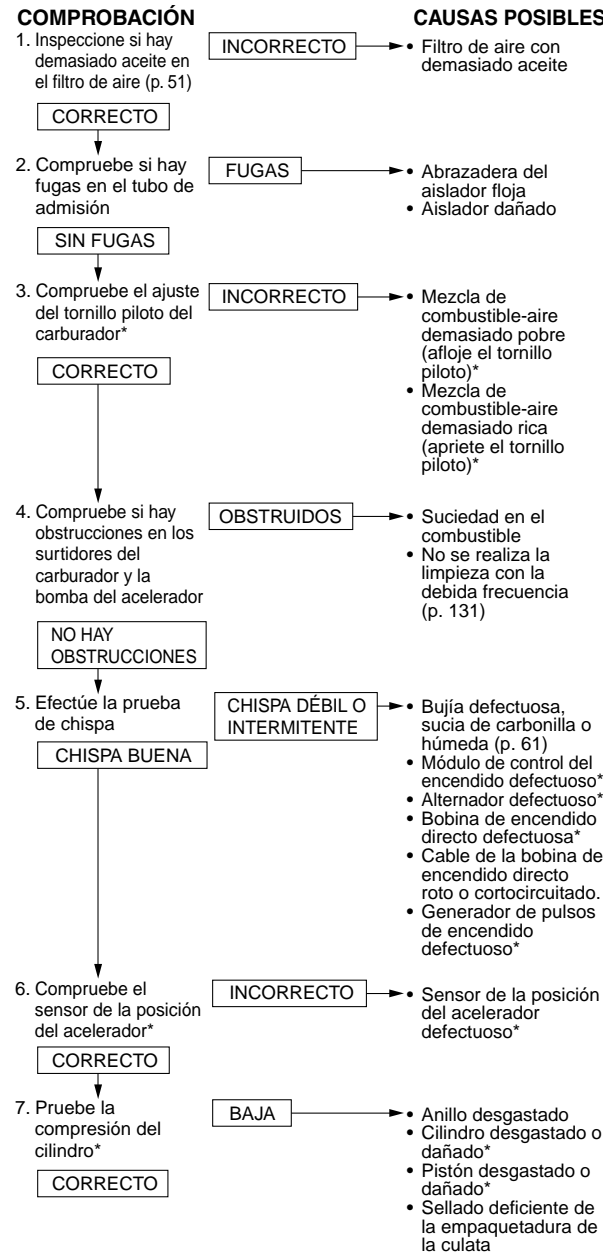 COMPROBACIÓN
CAUSAS POSIBLES
1. Inspeccione si hay
demasiado aceite en
el filtro de aire (p. 51)
INCORRECTO
• Filtro de aire con
demasiado aceite
CORRECTO
2. Compruebe si hay
fugas en el tubo de
admisión
FUGAS
• Abrazadera del
aislador floja
• Aislador dañado
SIN FUGAS
3. Compruebe el ajuste
del tornillo piloto del
carburador*
INCORRECTO
• Mezcla de
combustible-aire
demasiado pobre
(afloje el tornillo
piloto)*
• Mezcla de
combustible-aire
demasiado rica
(apriete el tornillo
piloto)*
CORRECTO
4. Compruebe si hay
obstrucciones en los
surtidores del
carburador y la
bomba del acelerador
OBSTRUIDOS
• Suciedad en el
combustible
• No se realiza la
limpieza con la
debida frecuencia
(p. 131)
NO HAY
OBSTRUCCIONES
5. Efectúe la prueba
de chispa
CHISPA DÉBIL O
INTERMITENTE
• Bujía defectuosa,
sucia de carbonilla o
húmeda (p. 61)
• Módulo de control del
encendido defectuoso*
• Alternador defectuoso*
• Bobina de encendido
directo defectuosa*
• Cable de la bobina de
encendido directo
roto o cortocircuitado.
• Generador de pulsos
de encendido
defectuoso*
CHISPA BUENA
6. Compruebe el
sensor de la posición
del acelerador*
INCORRECTO
• Sensor de la posición
del acelerador
defectuoso*
CORRECTO
7. Pruebe la
compresión del
cilindro*
BAJA
• Anillo desgastado
• Cilindro desgastado o
dañado*
• Pistón desgastado o
dañado*
• Sellado deficiente de
la empaquetadura de
la culata
CORRECTO